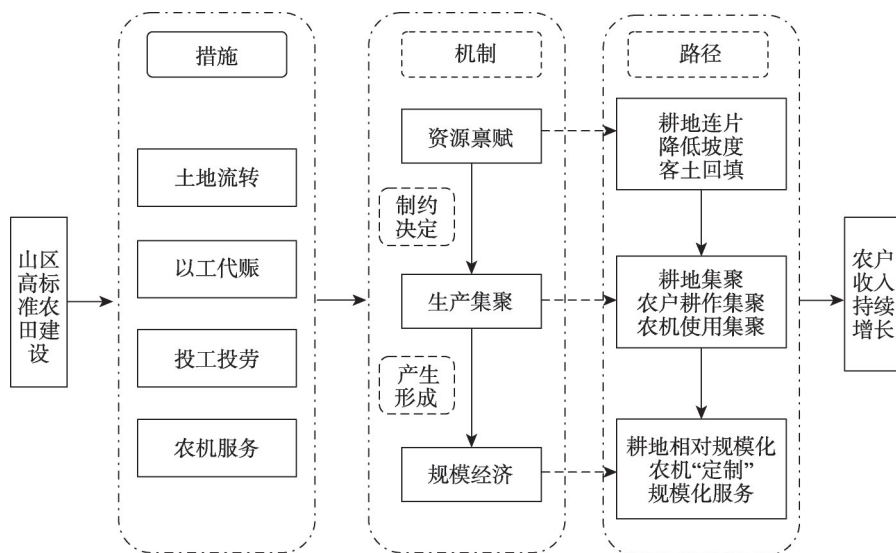 山区
高标
准农
田建
设
措施
土地流转
以工代赈
投工投劳
农机服务
机制
资源禀赋
制约
决定
生产集聚
产生
形成
规模经济
路径
耕地连片
降低坡度
客土回填
耕地集聚
农户耕作集聚
农机使用集聚
耕地相对规模化
农机“定制”
规模化服务
农户
收入
持续
增长